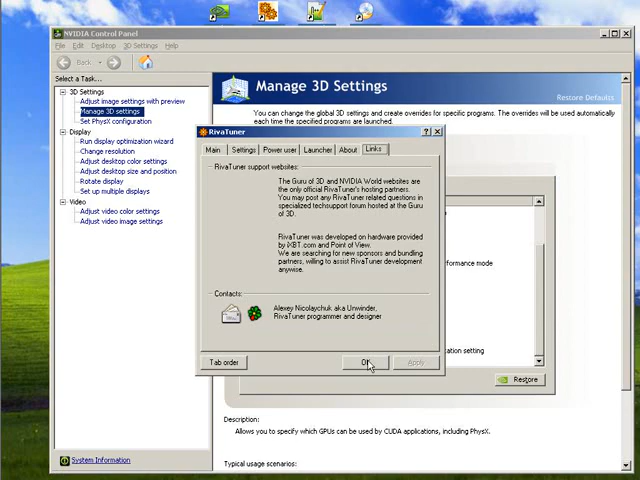 NVIDIA Control Panel
File Edit Desktop 3D Settings Help
Back
Select a Task...
3D Settings
Adjust image settings with preview
Manage 3D settings
Set PhysX configuration
Display
Run display optimization wizard
Change resolution
Adjust desktop color settings
Adjust desktop size and position
Rotate display
Set up multiple displays
Video
Adjust video color settings
Adjust video image settings
System Information
Manage 3D Settings
Restore Defaults
You can change the global 3D settings and create overrides for specific programs. The overrides will be used automatically
each time the specified programs are launched.
RivaTuner
Main Settings Power user Launcher About Links
RivaTuner support websites:
The Guru of 3D and NVIDIA World websites are
the only official RivaTuner's hosting partners.
You may post any RivaTuner related questions in
specialized techsupport forum hosted at the Guru
of 3D.
RivaTuner was developed on hardware provided
by iXBT.com and Point of View.
We are searching for new sponsors and bundling
partners, willing to assist RivaTuner development
anywise.
Contacts:
Alexey Nicolaychuk aka Unwinder,
RivaTuner programmer and designer
Tab order
OK
Apply
erformance mode
ation setting
Restore
Description:
Allows you to specify which GPUs can be used by CUDA applications, including PhysX.
Typical usage scenarios: